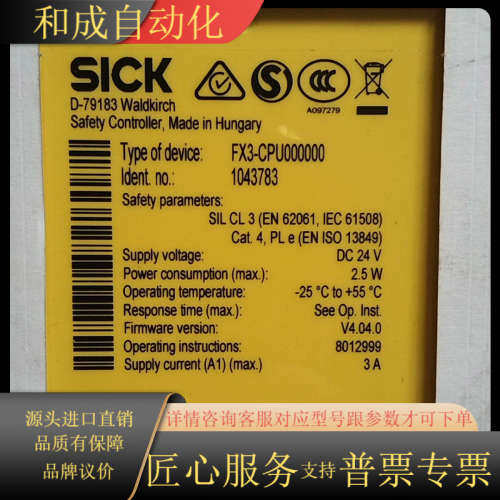 和成自动化
SICK
A097279
D-79183 Waldkirch
Safety Controller, Made in Hungary
Type of device: FX3-CPU000000
Ident. no.: 1043783
Safety parameters:
SIL CL 3 (EN 62061, IEC 61508)
Cat. 4, PL e (EN ISO 13849)
Supply voltage: DC 24 V
Power consumption (max.): 2.5 W
Operating temperature: -25 °C to +55 °C
Response time (max.): See Op. Inst.
Firmware version: V4.04.0
Operating instructions: 8012999
Supply current (A1) (max.) 3 A
源头进口直销
品质有保障
品牌议价
详情咨询客服对应型号跟参数才可下单
匠心服务支持普票专票